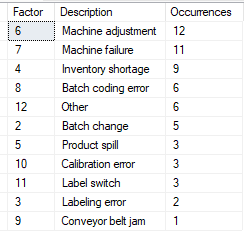 Factor Description Occurrences
6 Machine adjustment 12
7 Machine failure 11
4 Inventory shortage 9
8 Batch coding error 6
12 Other 6
2 Batch change 5
5 Product spill 3
10 Calibration error 3
11 Label switch 3
3 Labeling error 2
9 Conveyor belt jam 1